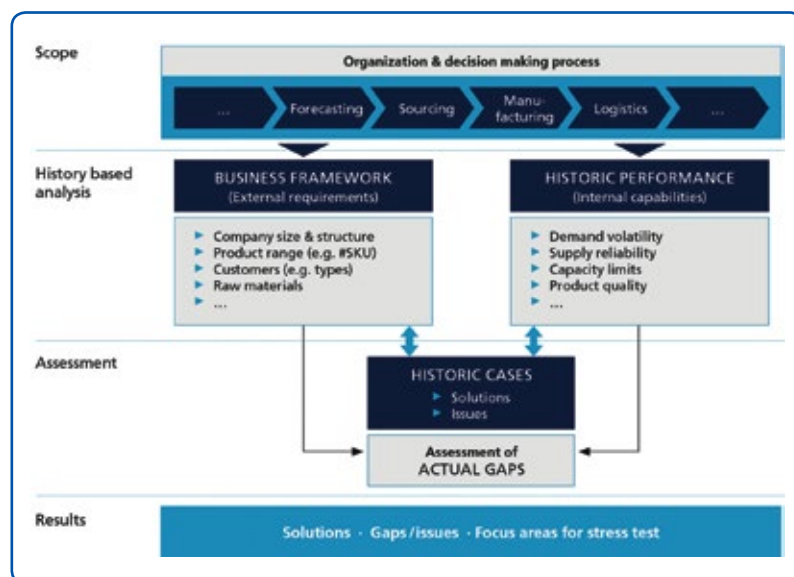 Scope
Organization & decision making process
...
Forecasting
Sourcing
Manu-
facturing
Logistics
...
History based
analysis
BUSINESS FRAMEWORK
(External requirements)
Company size & structure
Product range (e.g. #SKU)
Customers (e.g. types)
Raw materials
...
HISTORIC PERFORMANCE
(Internal capabilities)
Demand volatility
Supply reliability
Capacity limits
Product quality
...
Assessment
HISTORIC CASES
Solutions
Issues
Assessment of
ACTUAL GAPS
Results
Solutions · Gaps/issues · Focus areas for stress test